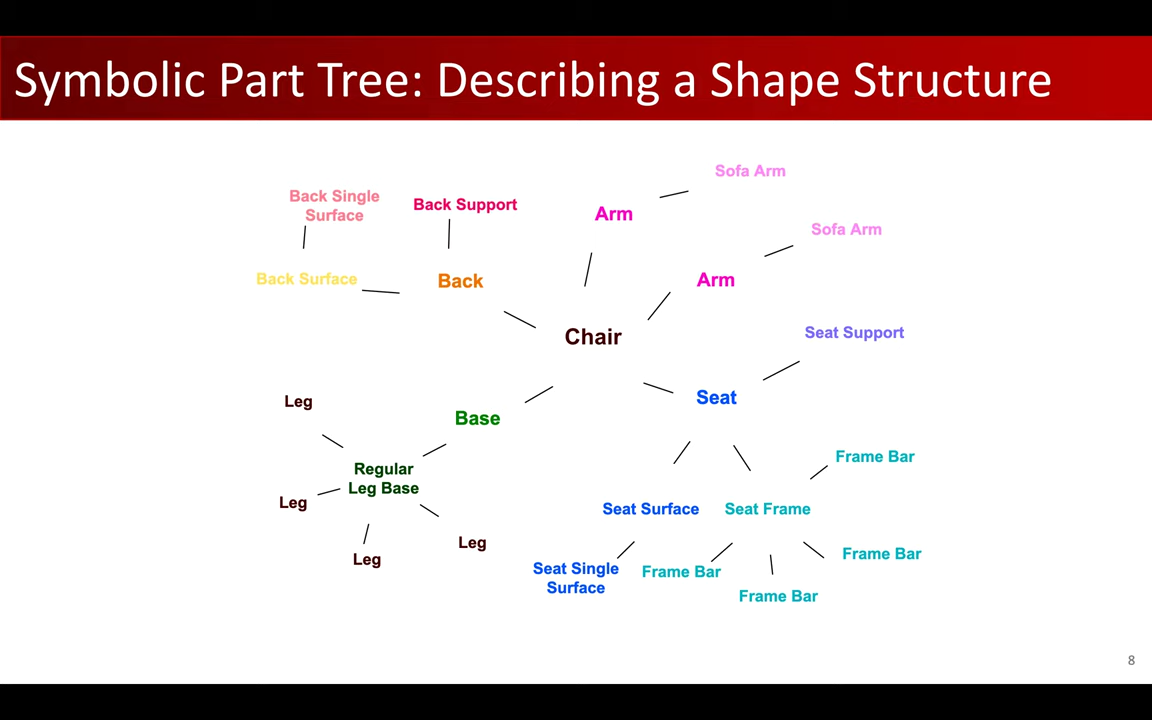 Symbolic Part Tree: Describing a Shape Structure
Sofa Arm
Back Single
Surface
Back Support
Arm
Sofa Arm
Back Surface
Back
Arm
Chair
Seat Support
Leg
Base
Seat
Regular
Leg Base
Frame Bar
Leg
Seat Surface
Seat Frame
Leg
Leg
Frame Bar
Seat Single
Surface
Frame Bar
Frame Bar
8